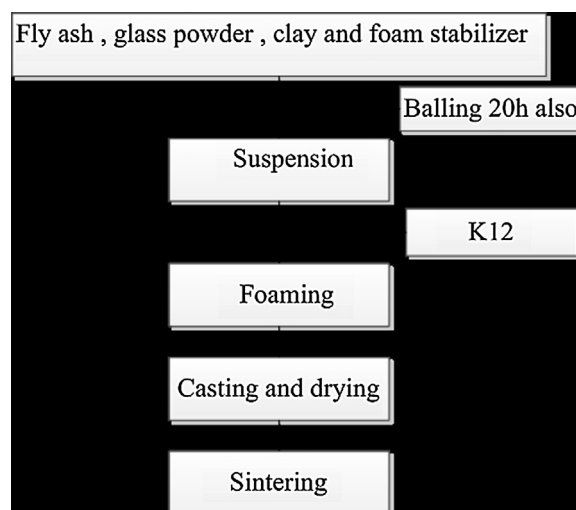 Fly ash , glass powder , clay and foam stabilizer
Balling 20h also
Suspension
K12
Foaming
Casting and drying
Sintering